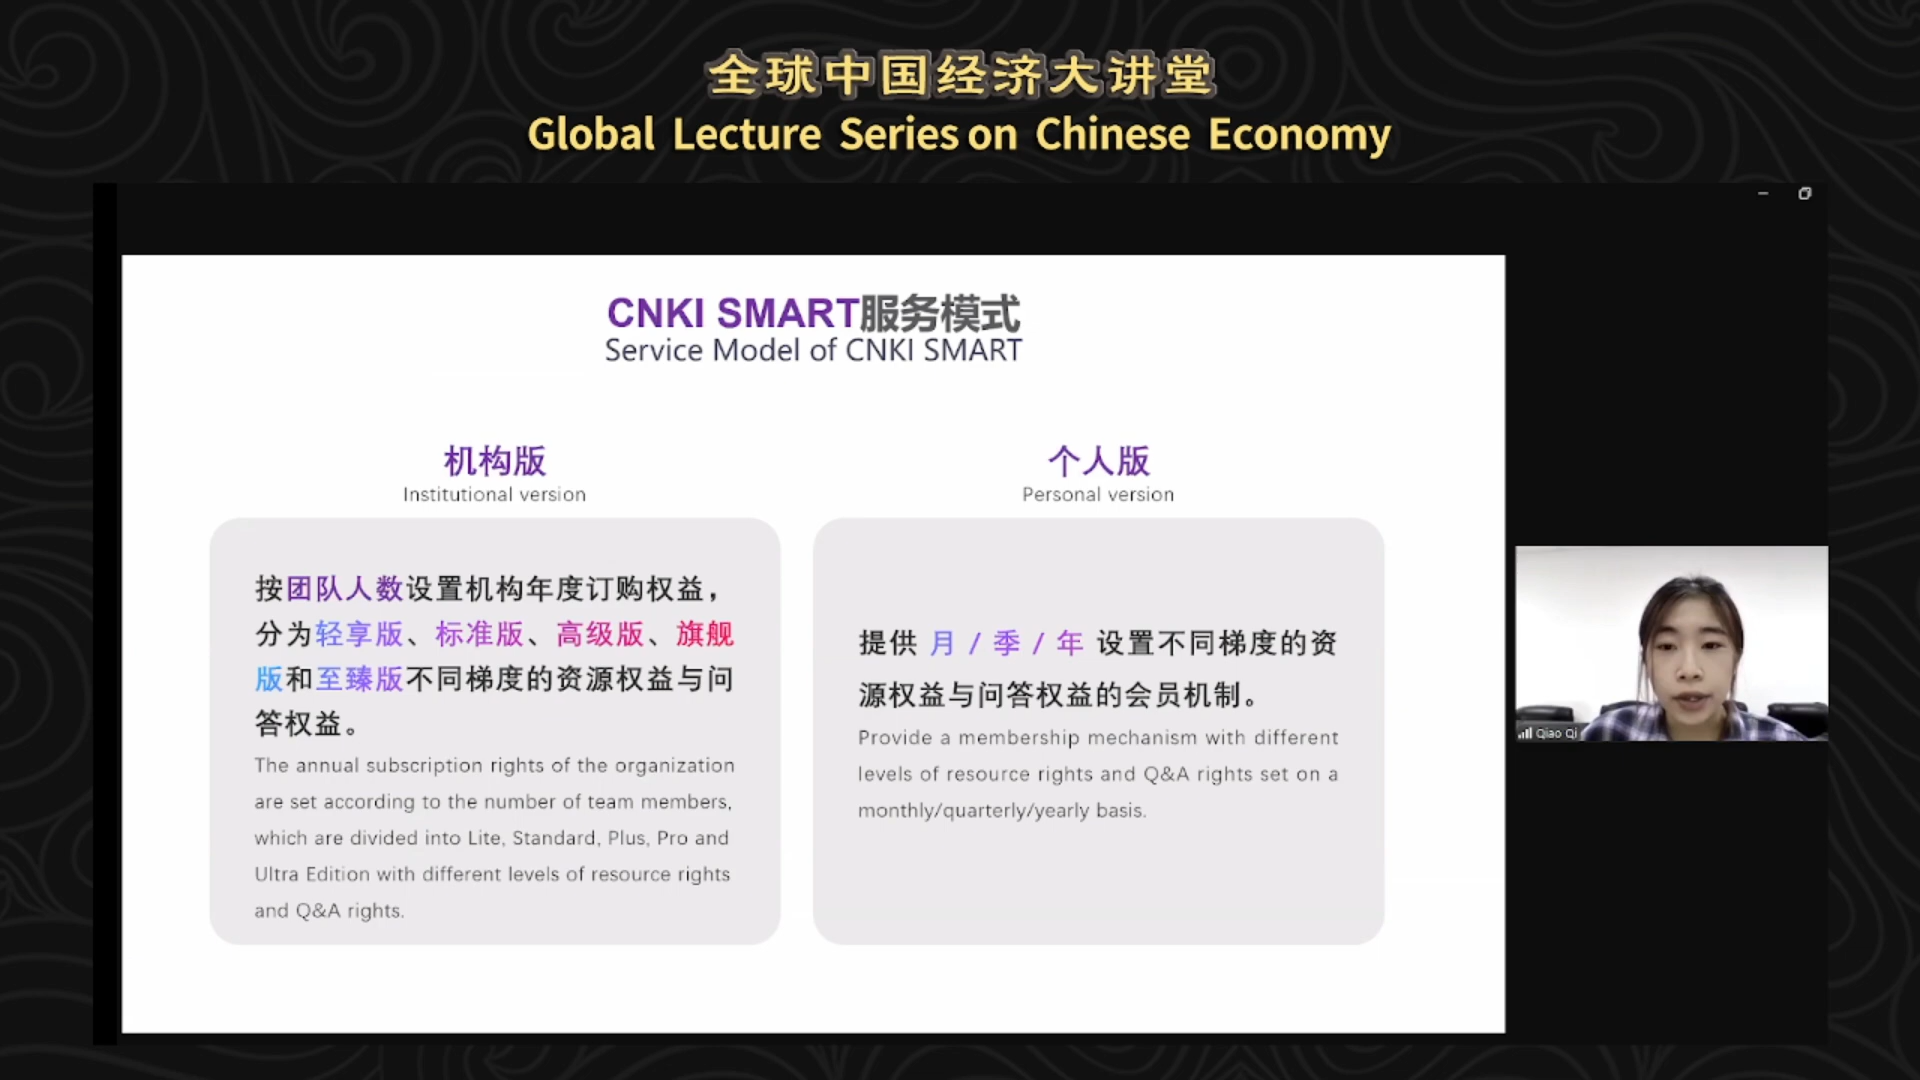 全球中国经济大讲堂
Global Lecture Series on Chinese Economy
CNKI SMART服务模式
Service Model of CNKI SMART
机构版
Institutional version
按团队人数设置机构年度订购权益，
分为轻享版、标准版、高级版、旗舰
版和至臻版不同梯度的资源权益与问
答权益。
The annual subscription rights of the organization
are set according to the number of team members,
which are divided into Lite, Standard, Plus, Pro and
Ultra Edition with different levels of resource rights
and Q&A rights.
个人版
Personal version
提供 月 / 季 / 年 设置不同梯度的资
源权益与问答权益的会员机制。
Provide a membership mechanism with different
levels of resource rights and Q&A rights set on a
monthly/quarterly/yearly basis.
Qiao Qi